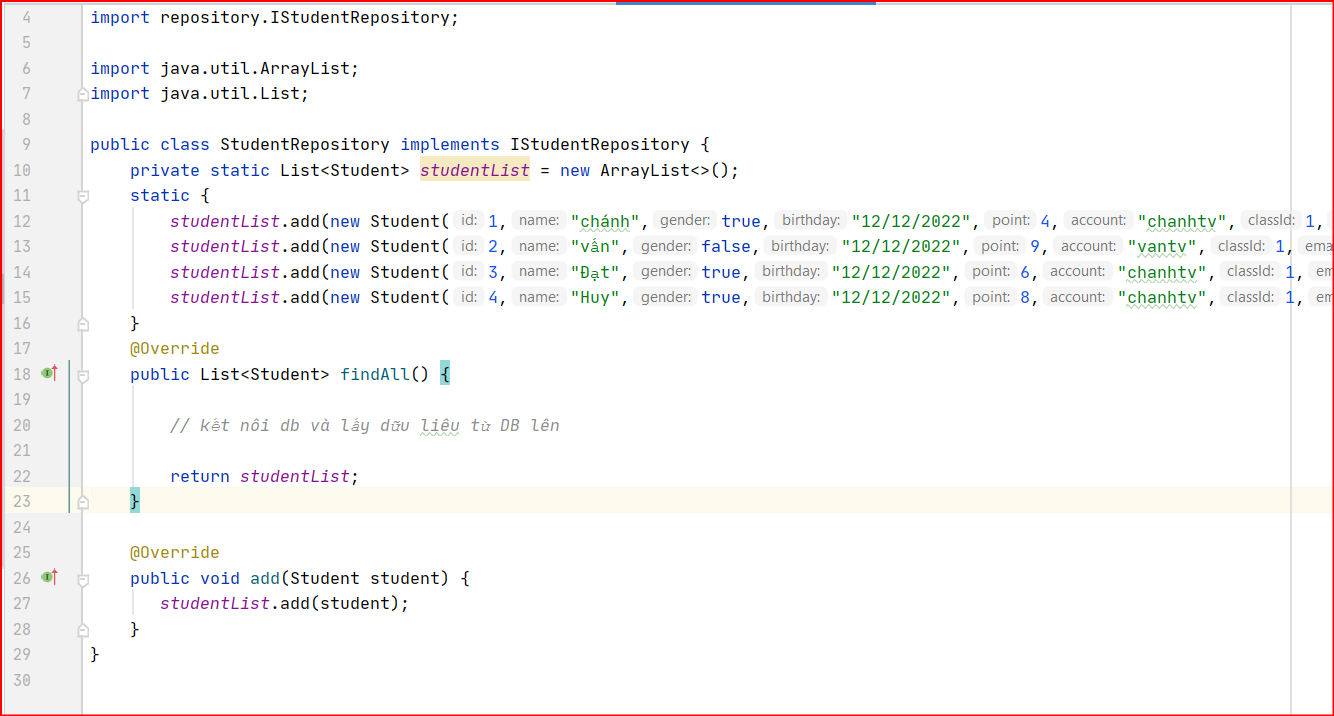 4 import repository.IStudentRepository;
5
6 import java.util.ArrayList;
7 import java.util.List;
8
9 public class StudentRepository implements IStudentRepository {
10 private static List<Student> studentList = new ArrayList<>();
11 static {
12 studentList.add(new Student( id: 1, name: "chánh", gender: true, birthday: "12/12/2022", point: 4, account: "chanhtv", classId: 1,
13 studentList.add(new Student( id: 2, name: "vấn", gender: false, birthday: "12/12/2022", point: 9, account: "vantv", classId: 1, ema
14 studentList.add(new Student( id: 3, name: "Đạt", gender: true, birthday: "12/12/2022", point: 6, account: "chanhtv", classId: 1, em
15 studentList.add(new Student( id: 4, name: "Huy", gender: true, birthday: "12/12/2022", point: 8, account: "chanhtv", classId: 1, em
16 }
17 @Override
18 public List<Student> findAll() {
19
20 // kết nôi db và lấy dữu liêu từ DB lên
21
22 return studentList;
23 }
24
25 @Override
26 public void add(Student student) {
27 studentList.add(student);
28 }
29 }
30